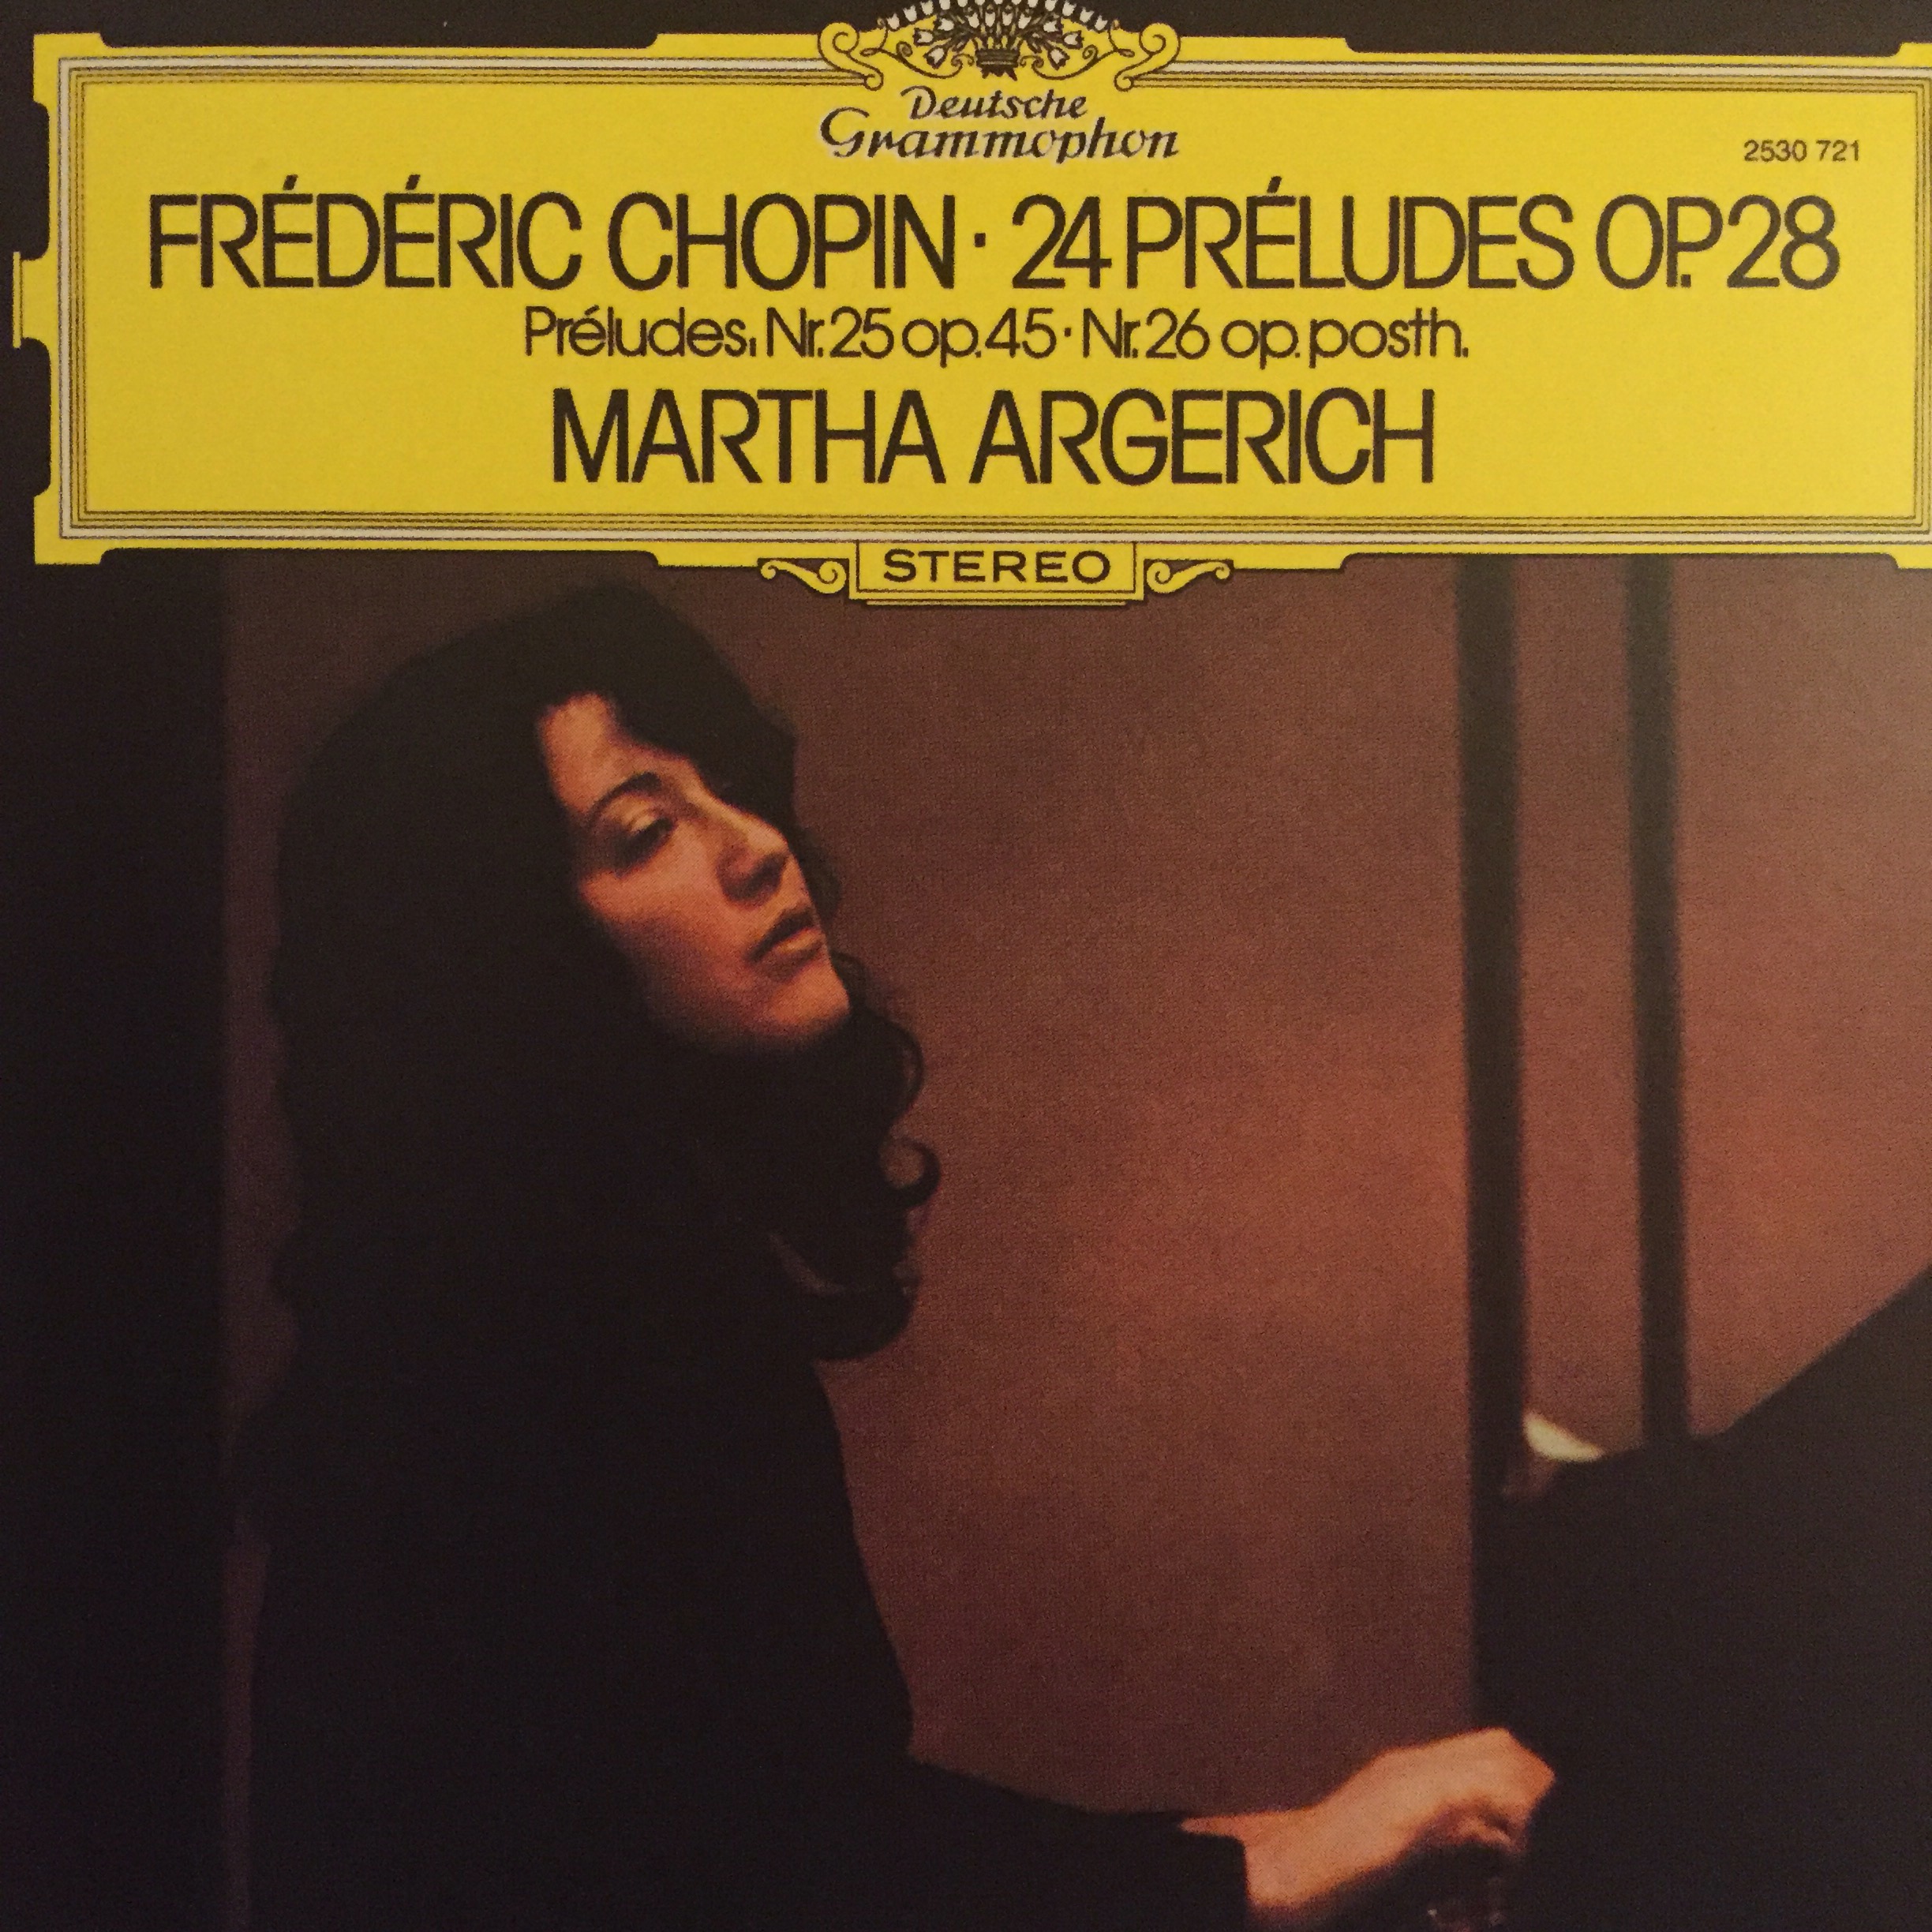 Deutsche
Grammophon
2530 721
FRÉDÉRIC CHOPIN · 24 PRÉLUDES OP. 28
Préludes: Nr. 25 op. 45 · Nr. 26 op. posth.
MARTHA ARGERICH
STEREO